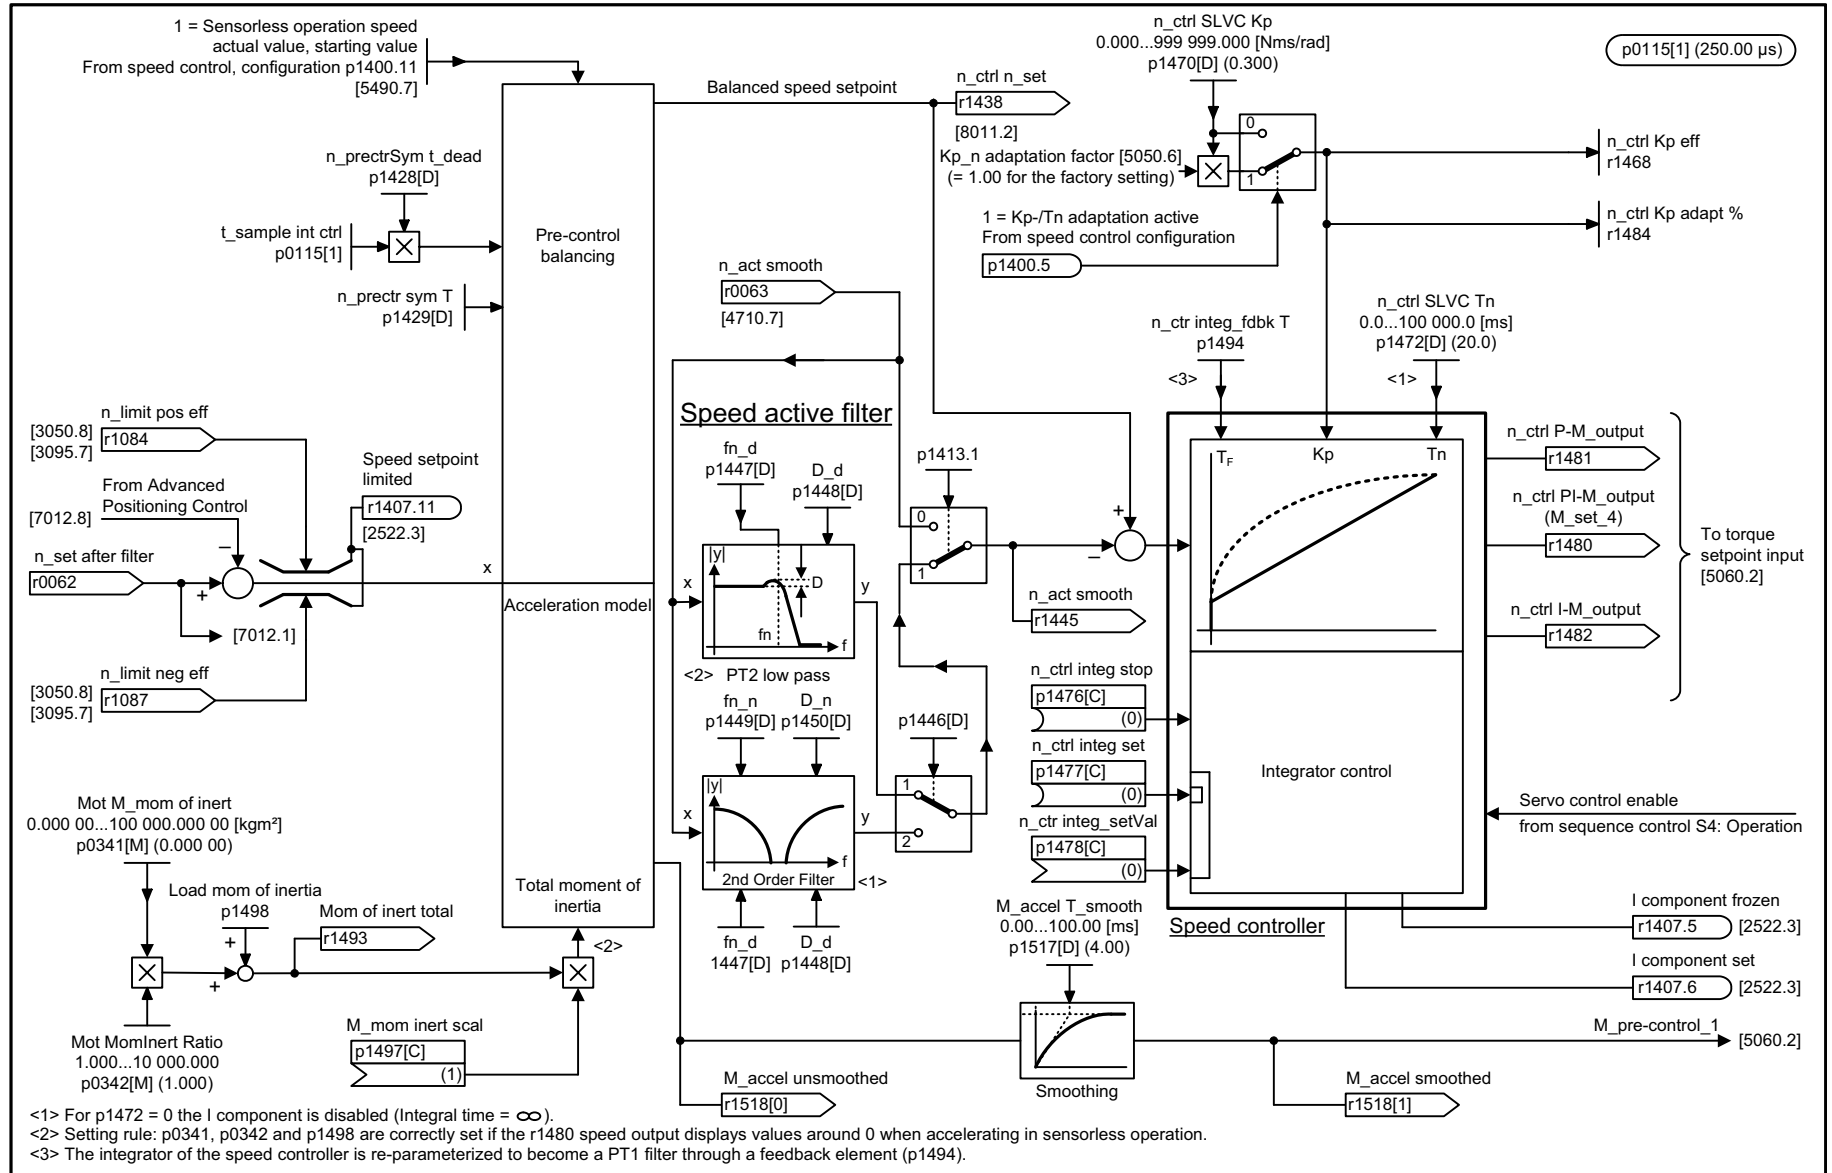 1 = Sensorless operation speed
actual value, starting value
From speed control, configuration p1400.11
[5490.7]
n_prectrSym t_dead
p1428[D]
t_sample int ctrl
p0115[1]
n_prectr sym T
p1429[D]
Pre-control
balancing
Balanced speed setpoint
n_ctrl n_set
r1438
[8011.2]
n_ctrl SLVC Kp
0.000...999 999.000 [Nms/rad]
p1470[D] (0.300)
p0115[1] (250.00 µs)
0
1
Kp_n adaptation factor [5050.6]
(= 1.00 for the factory setting)
1 = Kp-/Tn adaptation active
From speed control configuration
p1400.5
n_ctrl Kp eff
r1468
n_ctrl Kp adapt %
r1484
n_act smooth
r0063
[4710.7]
n_ctr integ_fdbk T
p1494
<3>
n_ctrl SLVC Tn
0.0...100 000.0 [ms]
p1472[D] (20.0)
<1>
n_limit pos eff
[3050.8]
[3095.7]
r1084
From Advanced
Positioning Control
[7012.8]
–
n_set after filter
r0062
+
[7012.1]
n_limit neg eff
[3050.8]
[3095.7]
r1087
Speed setpoint
limited
r1407.11
[2522.3]
x
Acceleration model
Speed active filter
fn_d
p1447[D]
D_d
p1448[D]
|y|
D
fn
f
x
y
<2> PT2 low pass
fn_n
p1449[D]
D_n
p1450[D]
|y|
x
y
f
2nd Order Filter
<1>
fn_d
1447[D]
D_d
p1448[D]
p1446[D]
1
2
p1413.1
0
1
+
–
n_act smooth
r1445
T_F
Kp
Tn
n_ctrl P-M_output
r1481
n_ctrl PI-M_output
(M_set_4)
r1480
n_ctrl I-M_output
r1482
To torque
setpoint input
[5060.2]
n_ctrl integ stop
p1476[C]
(0)
n_ctrl integ set
p1477[C]
(0)
n_ctr integ_setVal
p1478[C]
(0)
Integrator control
Servo control enable
from sequence control S4: Operation
Speed controller
I component frozen
r1407.5
[2522.3]
I component set
r1407.6
[2522.3]
Mot M_mom of inert
0.000 00...100 000.000 00 [kgm²]
p0341[M] (0.000 00)
Load mom of inertia
p1498
+
+
Mom of inert total
r1493
Total moment of
inertia
<2>
Mot MomInert Ratio
1.000...10 000.000
p0342[M] (1.000)
M_mom inert scal
p1497[C]
(1)
M_accel T_smooth
0.00...100.00 [ms]
p1517[D] (4.00)
Smoothing
M_pre-control_1
[5060.2]
M_accel unsmoothed
r1518[0]
M_accel smoothed
r1518[1]
<1> For p1472 = 0 the I component is disabled (Integral time = ∞).
<2> Setting rule: p0341, p0342 and p1498 are correctly set if the r1480 speed output displays values around 0 when accelerating in sensorless operation.
<3> The integrator of the speed controller is re-parameterized to become a PT1 filter through a feedback element (p1494).